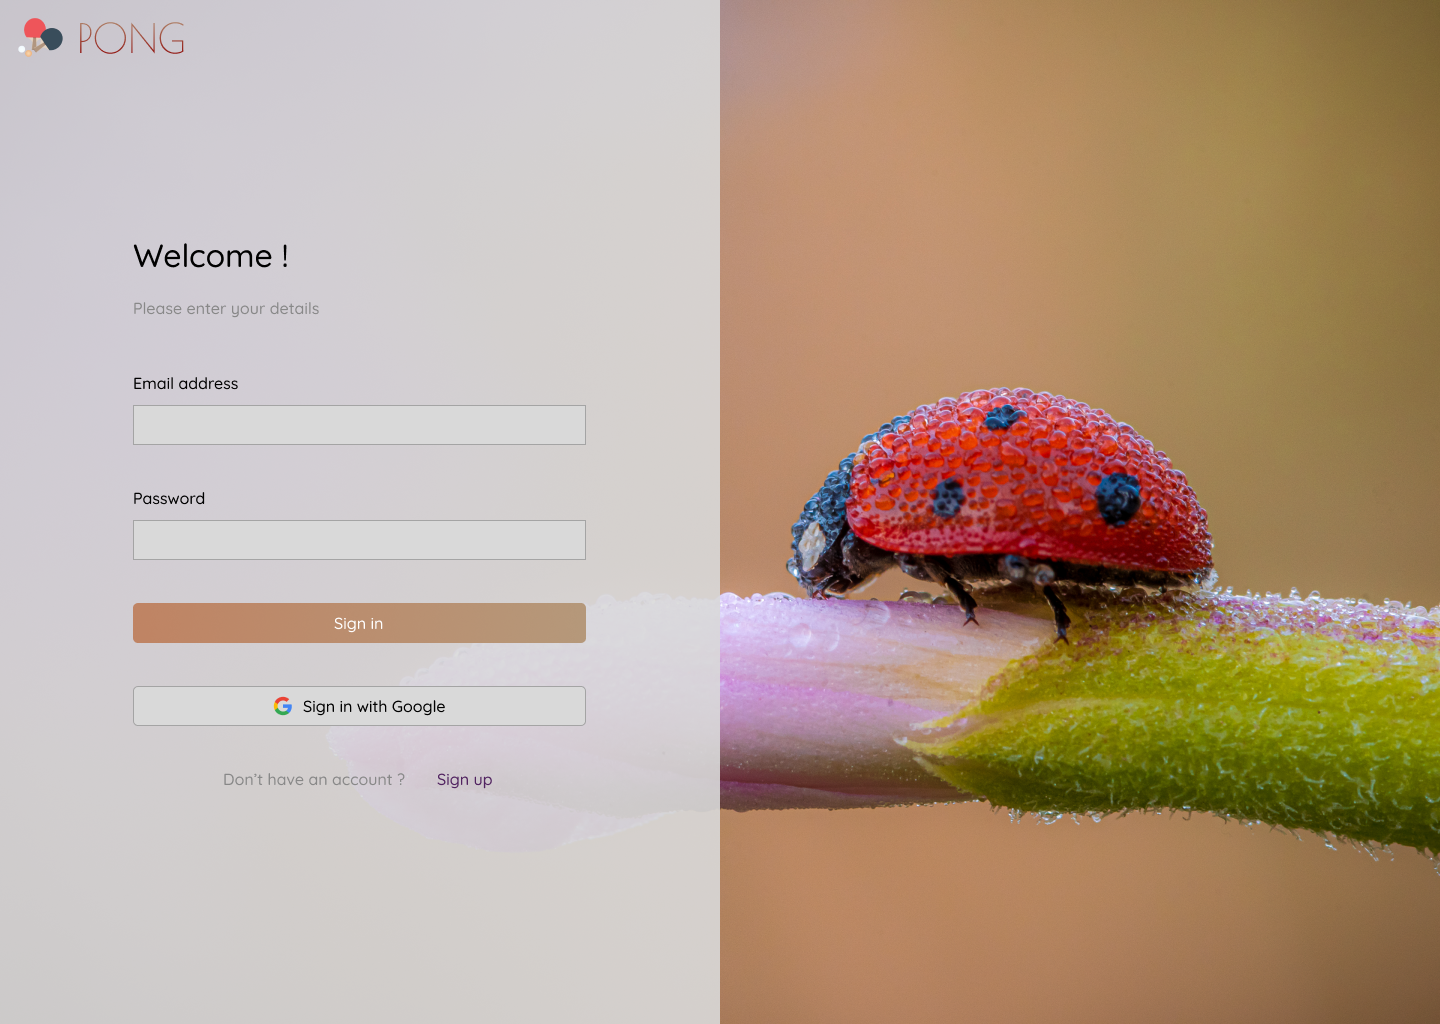 PONG
Welcome !
Please enter your details
Email address
Password
Sign in
Sign in with Google
Don't have an account ? Sign up